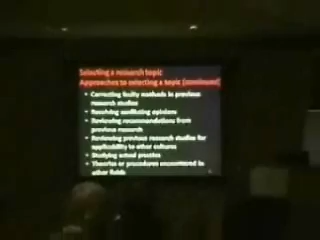 Selecting a research topic
Approaches to selecting a topic (continued)
• Correcting faulty methods in previous
research studies
• Resolving conflicting opinions
• Reviewing recommendations from
previous research
• Reviewing previous research studies for
applicability to other cultures
• Studying actual practice
• Theories or procedures encountered in
other fields